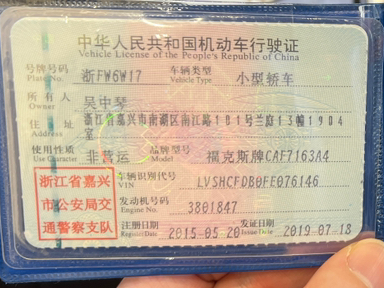 中华人民共和国机动车行驶证
Vehicle License of the People's Republic of China
号牌号码 浙FW6W17 车辆类型 小型轿车
Plate No. Vehicle Type
所有人 吴中琴
Owner
住址 浙江省嘉兴市南湖区南江路101号兰府13幢1904
Address 室
使用性质 非营运 品牌型号 福克斯牌CAF7163A4
Use Character Model
浙江省嘉兴 车辆识别代号 LVSHCFDB0FE076146
VIN
市公安局交 发动机号码 3801847
Engine No.
通警察支队 注册日期 2015-05-20 发证日期 2019-07-18
Register Date Issue Date